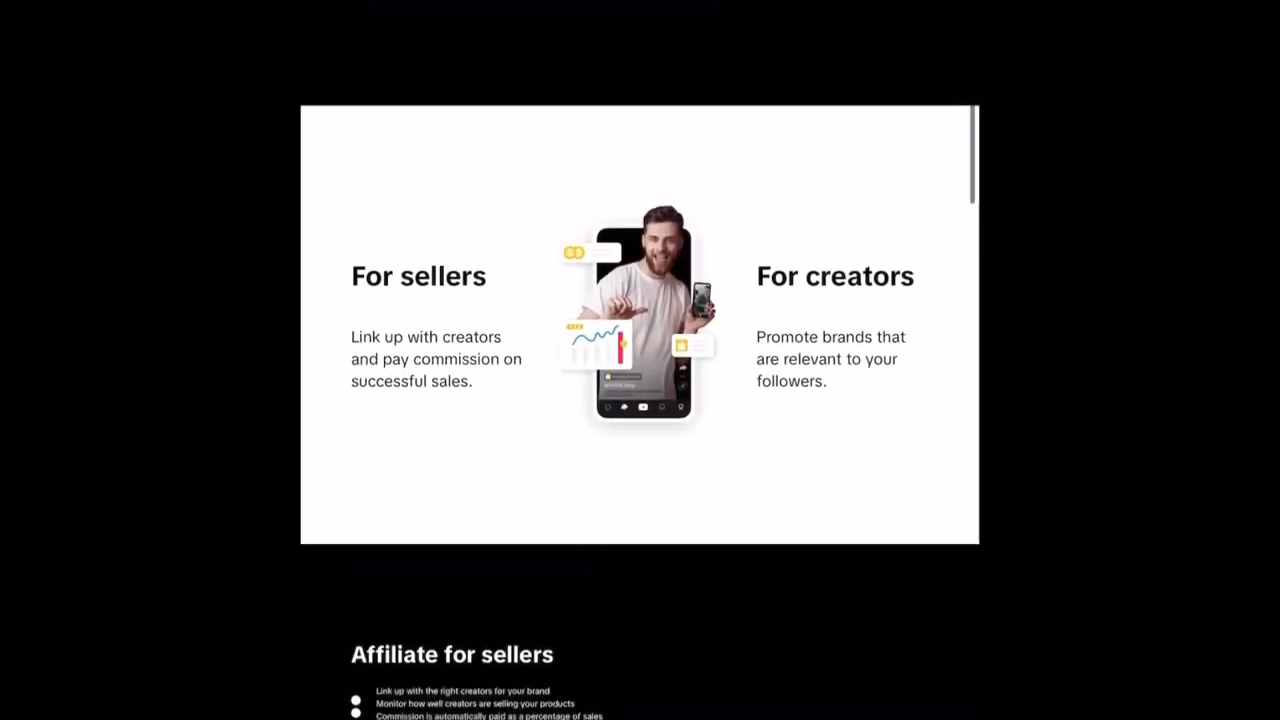 For sellers
Link up with creators
and pay commission on
successful sales.
For creators
Promote brands that
are relevant to your
followers.
Affiliate for sellers
Link up with the right creators for your brand
Monitor how well creators are selling your products
Commission is automatically paid as a percentage of sales